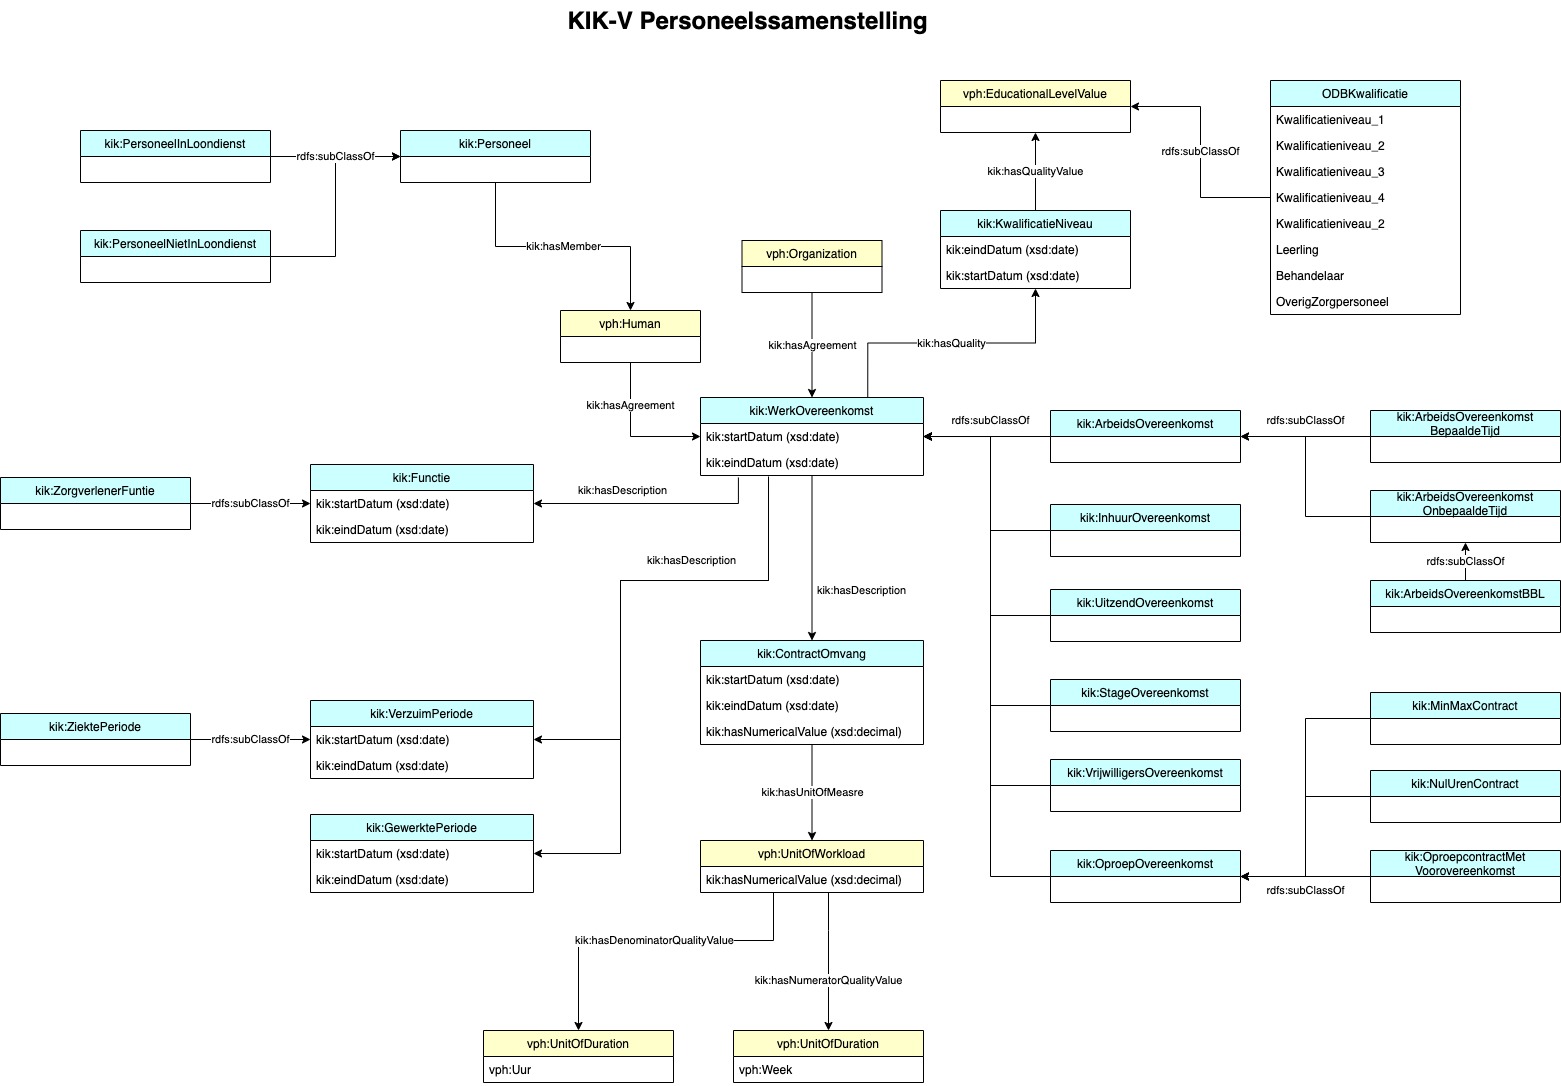 KIK-V Personeelssamenstelling
vph:EducationalLevelValue
ODBKwalificatie
Kwalificatieniveau_1
Kwalificatieniveau_2
Kwalificatieniveau_3
Kwalificatieniveau_4
Kwalificatieniveau_2
Leerling
Behandelaar
OverigZorgpersoneel
rdfs:subClassOf
kik:PersoneelInLoondienst
rdfs:subClassOf
kik:Personeel
kik:PersoneelNietInLoondienst
kik:hasMember
kik:hasQualityValue
kik:KwalificatieNiveau
kik:eindDatum (xsd:date)
kik:startDatum (xsd:date)
vph:Organization
vph:Human
kik:hasAgreement
kik:hasQuality
kik:hasAgreement
kik:WerkOvereenkomst
kik:startDatum (xsd:date)
kik:eindDatum (xsd:date)
rdfs:subClassOf
kik:ArbeidsOvereenkomst
rdfs:subClassOf
kik:ArbeidsOvereenkomst
BepaaldeTijd
kik:ZorgverlenerFuntie
rdfs:subClassOf
kik:Functie
kik:startDatum (xsd:date)
kik:eindDatum (xsd:date)
kik:hasDescription
kik:InhuurOvereenkomst
kik:ArbeidsOvereenkomst
OnbepaaldeTijd
rdfs:subClassOf
kik:ArbeidsOvereenkomstBBL
kik:hasDescription
kik:hasDescription
kik:UitzendOvereenkomst
kik:ContractOmvang
kik:startDatum (xsd:date)
kik:eindDatum (xsd:date)
kik:hasNumericalValue (xsd:decimal)
kik:StageOvereenkomst
kik:MinMaxContract
kik:ZiektePeriode
rdfs:subClassOf
kik:VerzuimPeriode
kik:startDatum (xsd:date)
kik:eindDatum (xsd:date)
kik:VrijwilligersOvereenkomst
kik:NulUrenContract
kik:hasUnitOfMeasre
kik:GewerktePeriode
kik:startDatum (xsd:date)
kik:eindDatum (xsd:date)
vph:UnitOfWorkload
kik:hasNumericalValue (xsd:decimal)
kik:OproepOvereenkomst
rdfs:subClassOf
kik:OproepcontractMet
Voorovereenkomst
kik:hasDenominatorQualityValue
kik:hasNumeratorQualityValue
vph:UnitOfDuration
vph:Uur
vph:UnitOfDuration
vph:Week